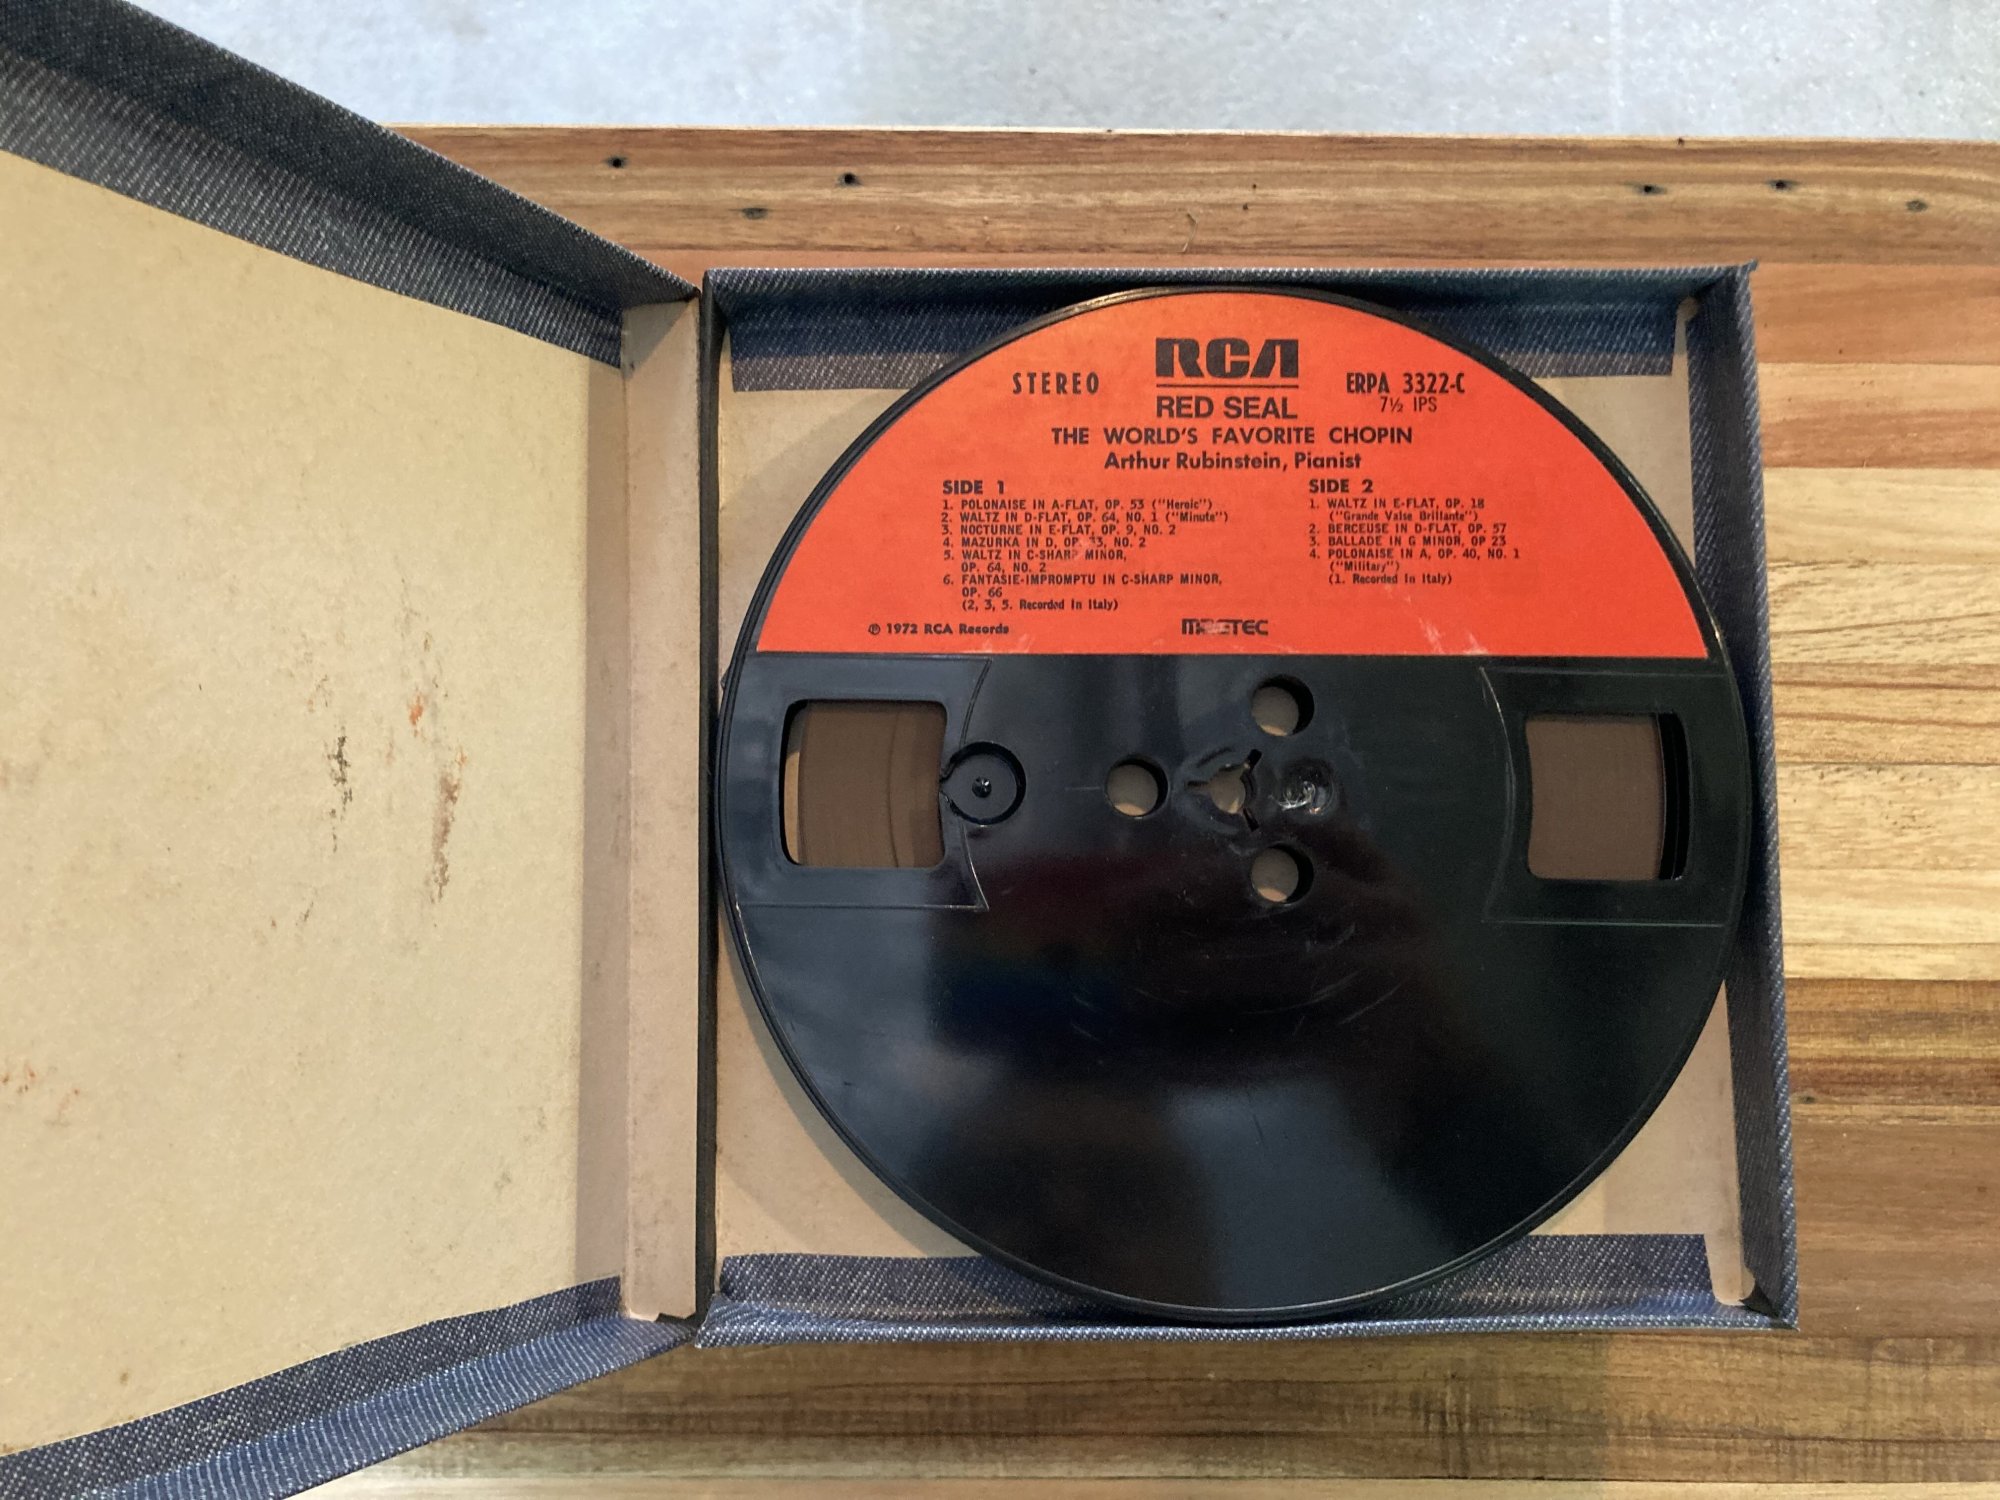 RCA
STEREO
ERPA 3322-C
RED SEAL
7½ IPS
THE WORLD'S FAVORITE CHOPIN
Arthur Rubinstein, Pianist
SIDE 1
1. POLONAISE IN A-FLAT, OP. 53 ("Heroic")
2. WALTZ IN D-FLAT, OP. 64, NO. 1 ("Minute")
3. NOCTURNE IN E-FLAT, OP. 9, NO. 2
4. MAZURKA IN D, OP. 33, NO. 2
5. WALTZ IN C-SHARP MINOR,
OP. 64, NO. 2
6. FANTASIE-IMPROMPTU IN C-SHARP MINOR,
OP. 66
(2, 3, 5. Recorded In Italy)
SIDE 2
1. WALTZ IN E-FLAT, OP. 18
("Grande Valse Brillante")
2. BERCEUSE IN D-FLAT, OP. 57
3. BALLADE IN G MINOR, OP 23
4. POLONAISE IN A, OP. 40, NO. 1
("Military")
(1. Recorded In Italy)
℗ 1972 RCA Records
MAGTEC